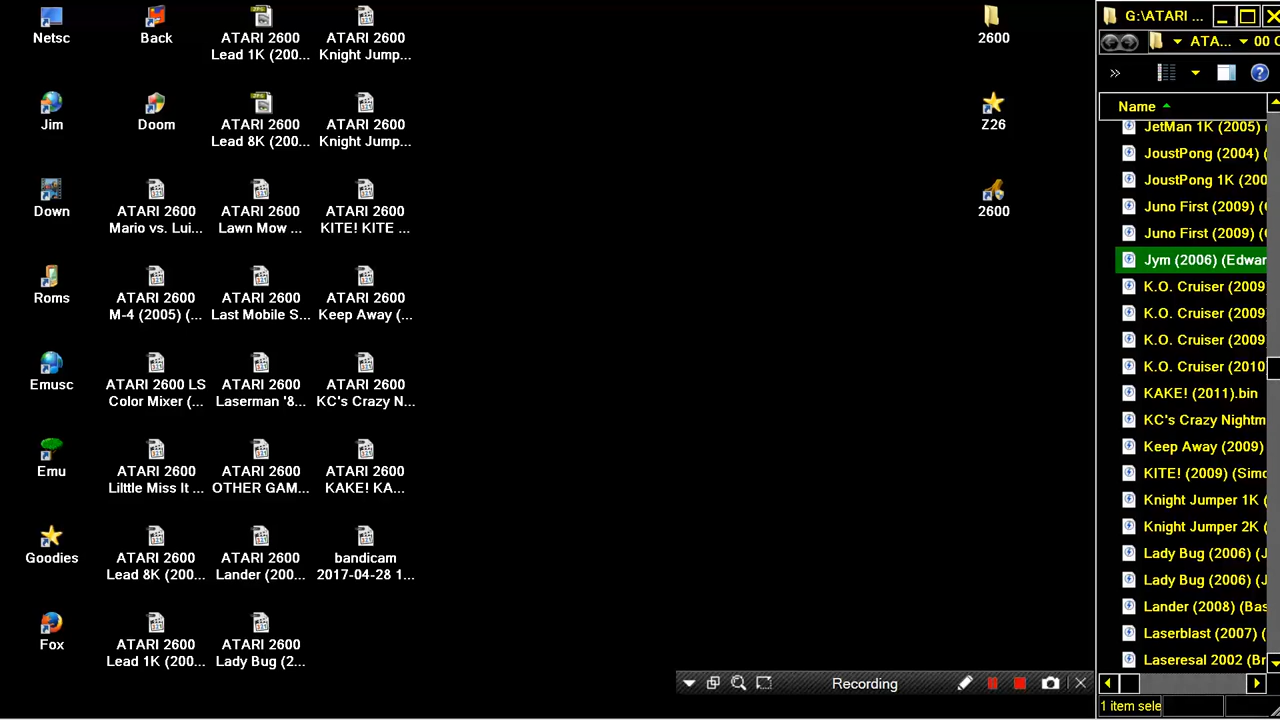 Netsc
Back
ATARI 2600
Lead 1K (200...
ATARI 2600
Knight Jump...
2600
Jim
Doom
ATARI 2600
Lead 8K (200...
ATARI 2600
Knight Jump...
Z26
Down
ATARI 2600
Mario vs. Lui...
ATARI 2600
Lawn Mow ...
ATARI 2600
KITE! KITE ...
2600
Roms
ATARI 2600
M-4 (2005) (...
ATARI 2600
Last Mobile S...
ATARI 2600
Keep Away (...
Emusc
ATARI 2600 LS
Color Mixer (...
ATARI 2600
Laserman '8...
ATARI 2600
KC's Crazy N...
Emu
ATARI 2600
Lilttle Miss It ...
ATARI 2600
OTHER GAM...
ATARI 2600
KAKE! KA...
Goodies
ATARI 2600
Lead 8K (200...
ATARI 2600
Lander (200...
bandicam
2017-04-28 1...
Fox
ATARI 2600
Lead 1K (200...
ATARI 2600
Lady Bug (2...
Recording
G:\ATARI ...
ATA... 00
Name
JetMan 1K (2005)
JoustPong (2004)
JoustPong 1K (200
Juno First (2009)
Juno First (2009)
Jym (2006) (Edwar
K.O. Cruiser (2009
K.O. Cruiser (2009
K.O. Cruiser (2009
K.O. Cruiser (2010
KAKE! (2011).bin
KC's Crazy Nightm
Keep Away (2009)
KITE! (2009) (Simo
Knight Jumper 1K (
Knight Jumper 2K (
Lady Bug (2006) (J
Lady Bug (2006) (J
Lander (2008) (Bas
Laserblast (2007) (
Laseresal 2002 (Br
1 item sele